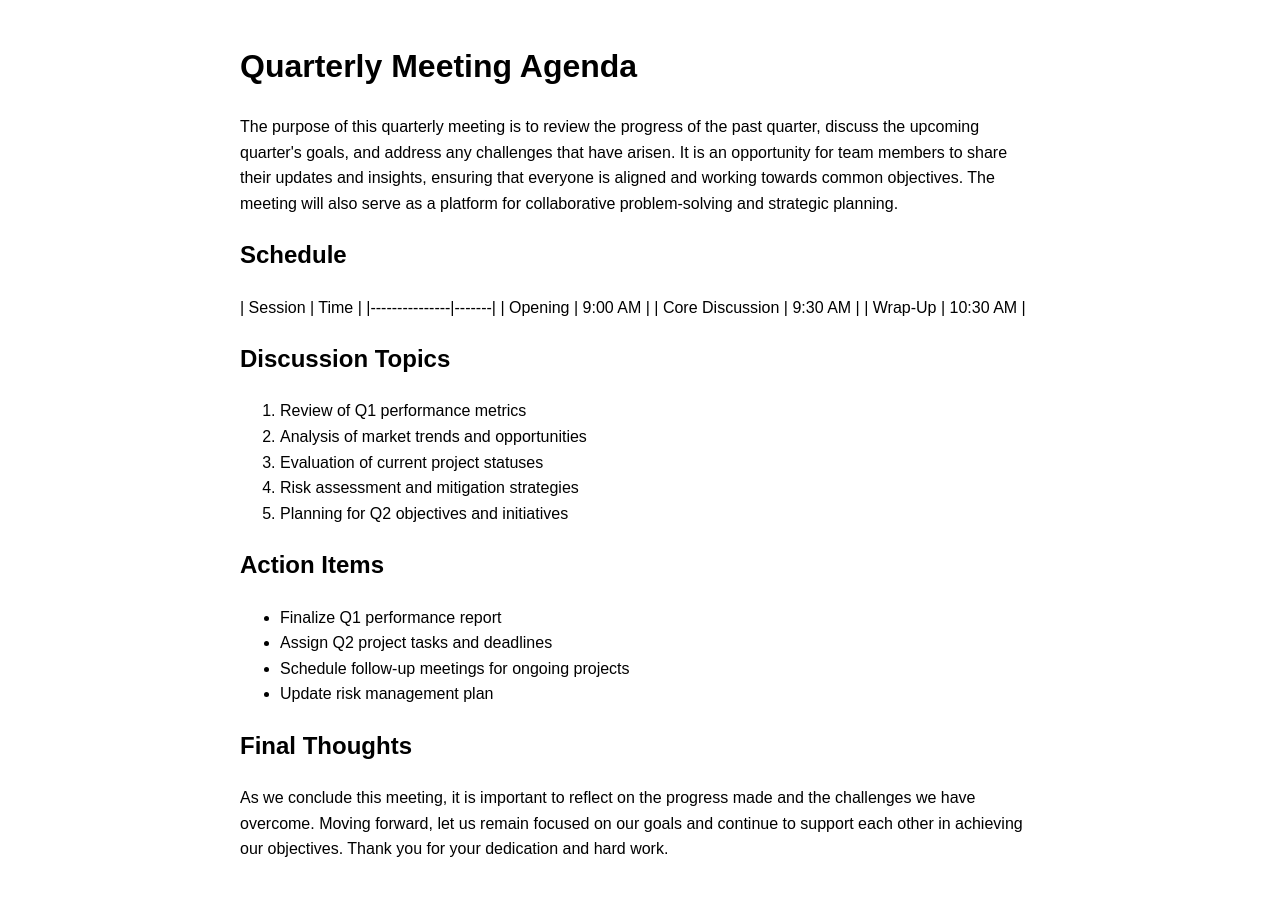 Quarterly Meeting Agenda
The purpose of this quarterly meeting is to review the progress of the past quarter, discuss the upcoming
quarter's goals, and address any challenges that have arisen. It is an opportunity for team members to share
their updates and insights, ensuring that everyone is aligned and working towards common objectives. The
meeting will also serve as a platform for collaborative problem-solving and strategic planning.
Schedule
| Session | Time | |---------------|-------| | Opening | 9:00 AM | | Core Discussion | 9:30 AM | | Wrap-Up | 10:30 AM |
Discussion Topics
1. Review of Q1 performance metrics
2. Analysis of market trends and opportunities
3. Evaluation of current project statuses
4. Risk assessment and mitigation strategies
5. Planning for Q2 objectives and initiatives
Action Items
• Finalize Q1 performance report
• Assign Q2 project tasks and deadlines
• Schedule follow-up meetings for ongoing projects
• Update risk management plan
Final Thoughts
As we conclude this meeting, it is important to reflect on the progress made and the challenges we have
overcome. Moving forward, let us remain focused on our goals and continue to support each other in achieving
our objectives. Thank you for your dedication and hard work.